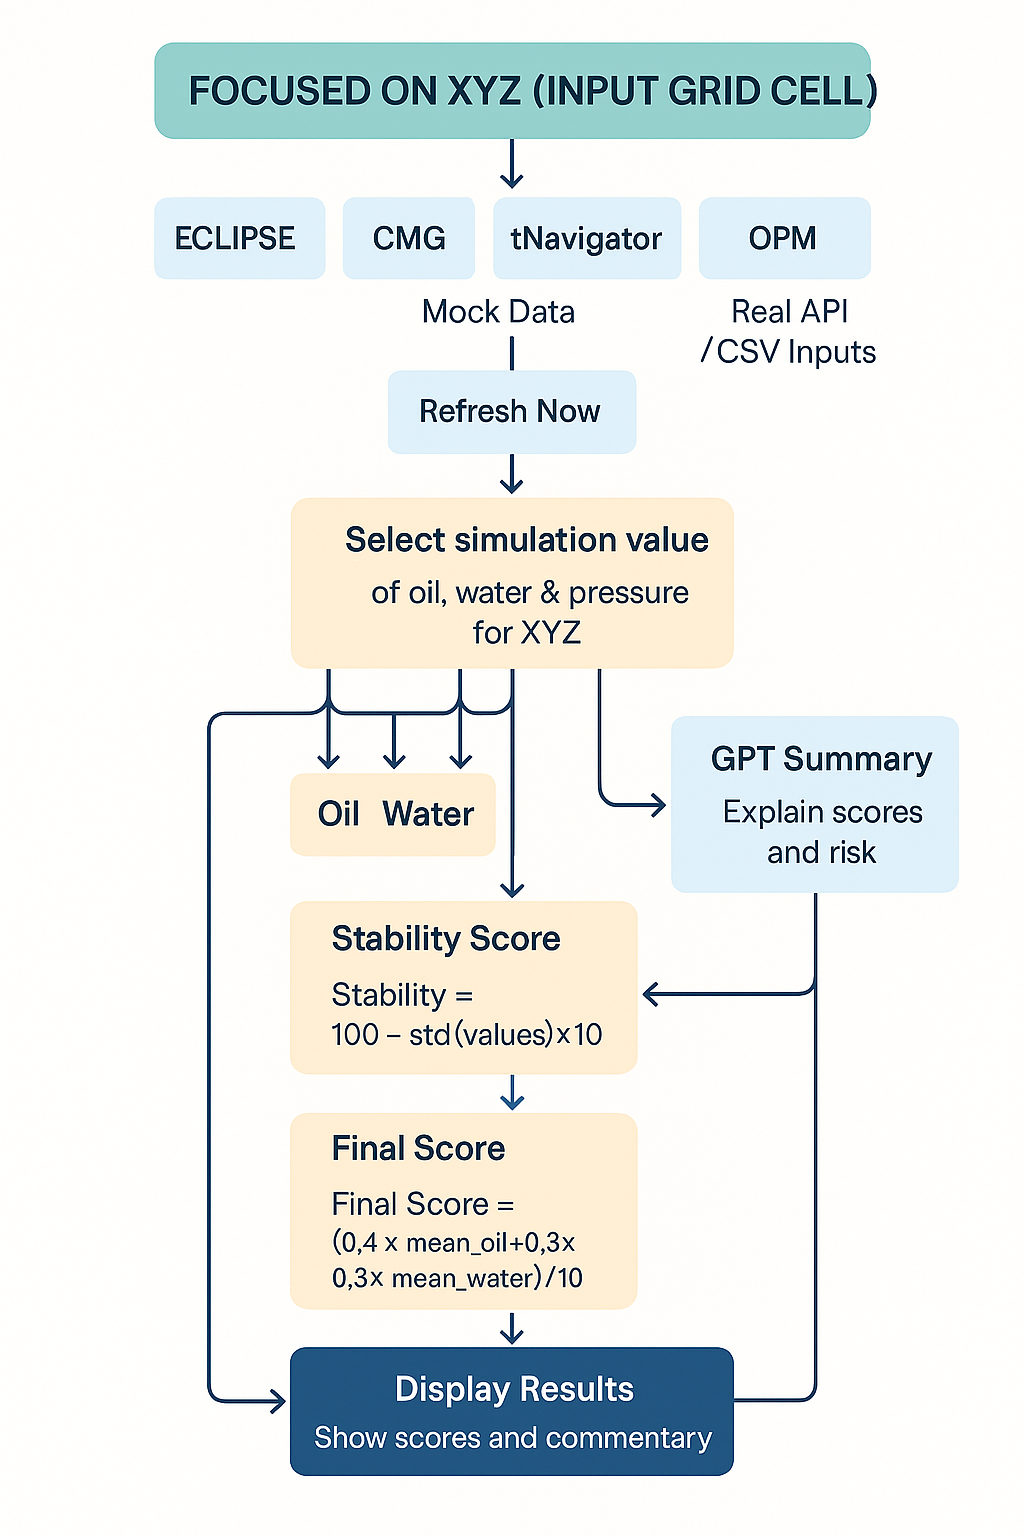 FOCUSED ON XYZ (INPUT GRID CELL)
ECLIPSE
CMG
tNavigator
OPM
Mock Data
Real API
/CSV Inputs
Refresh Now
Select simulation value
of oil, water & pressure
for XYZ
Oil Water
GPT Summary
Explain scores
and risk
Stability Score
Stability =
100 – std(values)x10
Final Score
Final Score =
(0,4 x mean_oil+0,3x
0,3x mean_water)/10
Display Results
Show scores and commentary